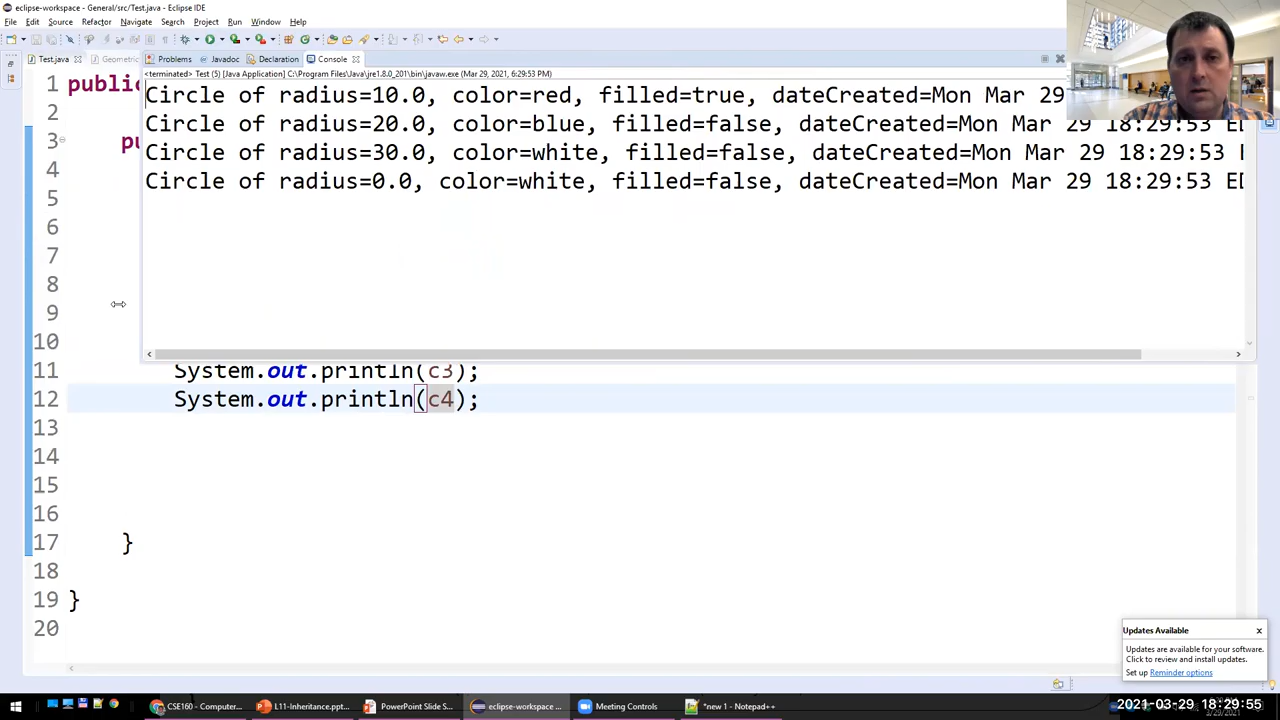 eclipse-workspace - General/src/Test.java - Eclipse IDE
File Edit Source Refactor Navigate Search Project Run Window Help
Test.java Geometric
Problems Javadoc Declaration Console
<terminated> Test (5) [Java Application] C:\Program Files\Java\jre1.8.0_201\bin\javaw.exe (Mar 29, 2021, 6:29:53 PM)
Circle of radius=10.0, color=red, filled=true, dateCreated=Mon Mar 29
Circle of radius=20.0, color=blue, filled=false, dateCreated=Mon Mar 29 18:29:53 ED
Circle of radius=30.0, color=white, filled=false, dateCreated=Mon Mar 29 18:29:53
Circle of radius=0.0, color=white, filled=false, dateCreated=Mon Mar 29 18:29:53 ED
1 public
2
3 pu
4
5
6
7
8
9
10
11 System.out.println(c3);
12 System.out.println(c4);
13
14
15
16
17 }
18
19 }
20
Updates Available
Updates are available for your software.
Click to review and install updates.
Set up Reminder options
CSE160 - Computer... L11-Inheritance.ppt... PowerPoint Slide S... eclipse-workspace ... Meeting Controls *new 1 - Notepad++
2021-03-29 18:29:55